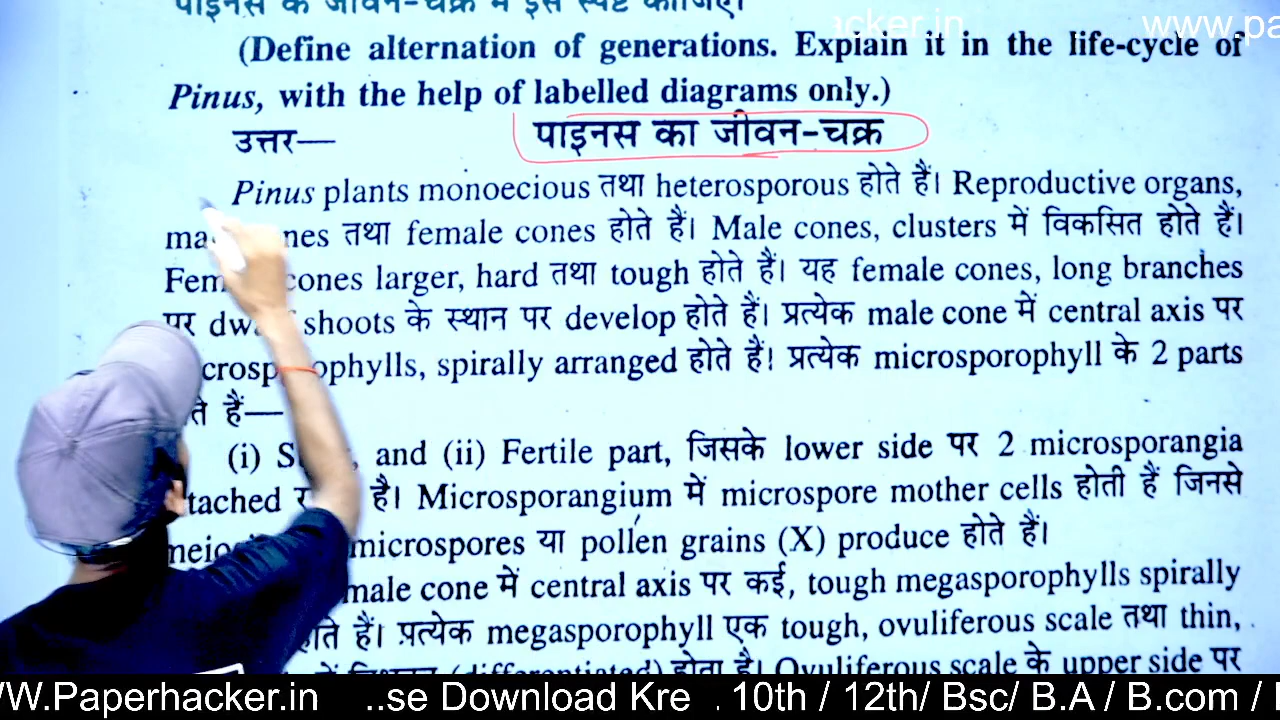 पाइनस के जीवन-चक्र में इसे स्पष्ट कीजिए।
acker.in www.pa
(Define alternation of generations. Explain it in the life-cycle of
Pinus, with the help of labelled diagrams only.)
उत्तर— पाइनस का जीवन-चक्र
Pinus plants monoecious तथा heterosporous होते हैं। Reproductive organs,
ma nes तथा female cones होते हैं। Male cones, clusters में विकसित होते हैं।
Fem cones larger, hard तथा tough होते हैं। यह female cones, long branches
पर dwarf shoots के स्थान पर develop होते हैं। प्रत्येक male cone में central axis पर
crosp ophylls, spirally arranged होते हैं। प्रत्येक microsporophyll के 2 parts
ते हैं—
(i) S , and (ii) Fertile part, जिसके lower side पर 2 microsporangia
tached र है। Microsporangium में microspore mother cells होती हैं जिनसे
meio microspores या pollen grains (X) produce होते हैं।
male cone में central axis पर कई, tough megasporophylls spirally
होते हैं। प्रत्येक megasporophyll एक tough, ovuliferous scale तथा thin,
(differentiated) होता है। Ovuliferous scale के upper side पर
W.Paperhacker.in ..se Download Kre . 10th / 12th/ Bsc/ B.A / B.com /